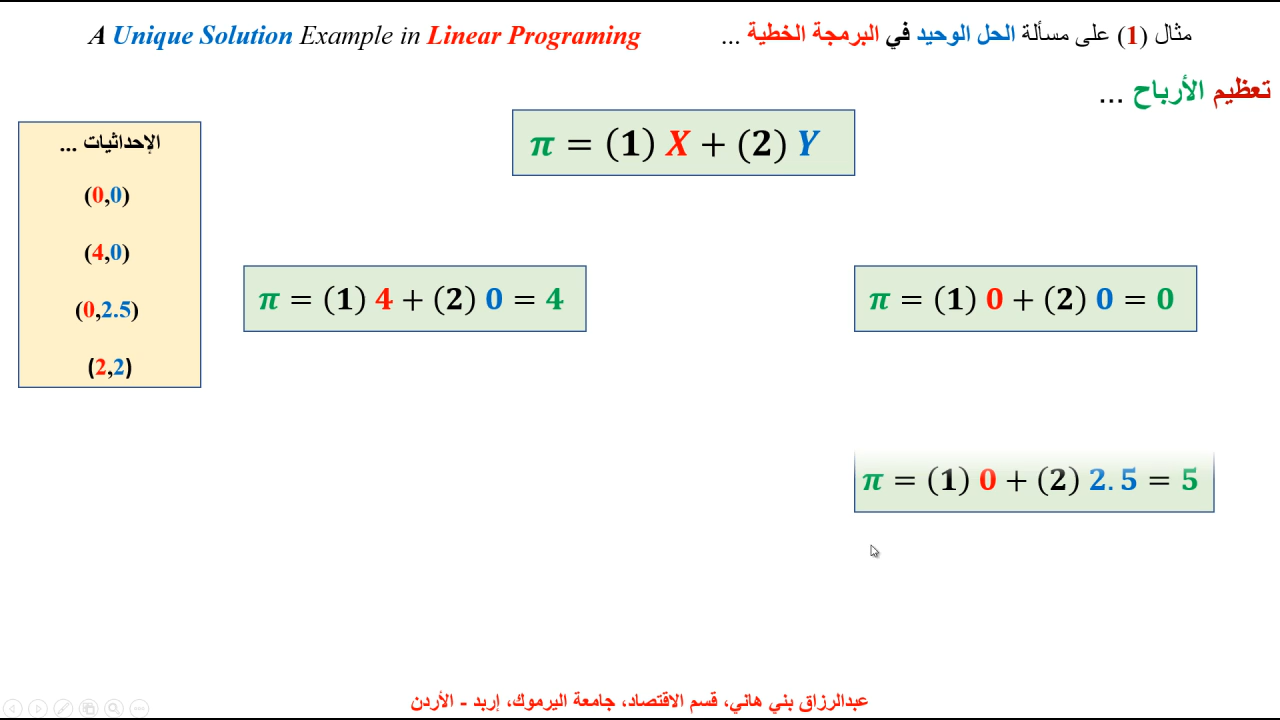 مثال (1) على مسألة الحل الوحيد في البرمجة الخطية ...
A Unique Solution Example in Linear Programing
تعظيم الأرباح ...
π = (1) X + (2) Y
الإحداثيات ...
(0,0)
(4,0)
(0,2.5)
(2,2)
π = (1) 0 + (2) 0 = 0
π = (1) 4 + (2) 0 = 4
π = (1) 0 + (2) 2.5 = 5
عبدالرزاق بني هاني، قسم الاقتصاد، جامعة اليرموك، إربد - الأردن